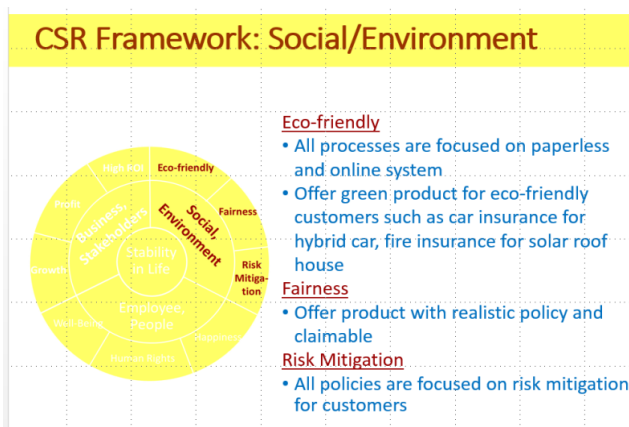 CSR Framework: Social/Environment
Eco-friendly
• All processes are focused on paperless
and online system
• Offer green product for eco-friendly
customers such as car insurance for
hybrid car, fire insurance for solar roof
house
Fairness
• Offer product with realistic policy and
claimable
Risk Mitigation
• All policies are focused on risk mitigation
for customers
High ROI
Eco-friendly
Profit
Fairness
Business,
Stakeholders
Social,
Environment
Growth
Stability
in Life
Risk
Mitiga-
tion
Employee,
People
Well-being
Human Rights